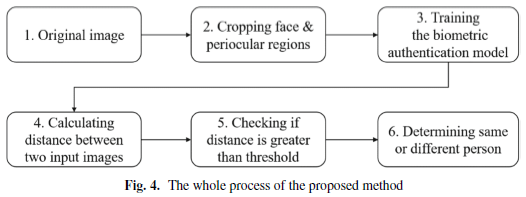 1. Original image
2. Cropping face &
periocular regions
3. Training
the biometric
authentication model
4. Calculating
distance between
two input images
5. Checking if
distance is greater
than threshold
6. Determining same
or different person
Fig. 4. The whole process of the proposed method